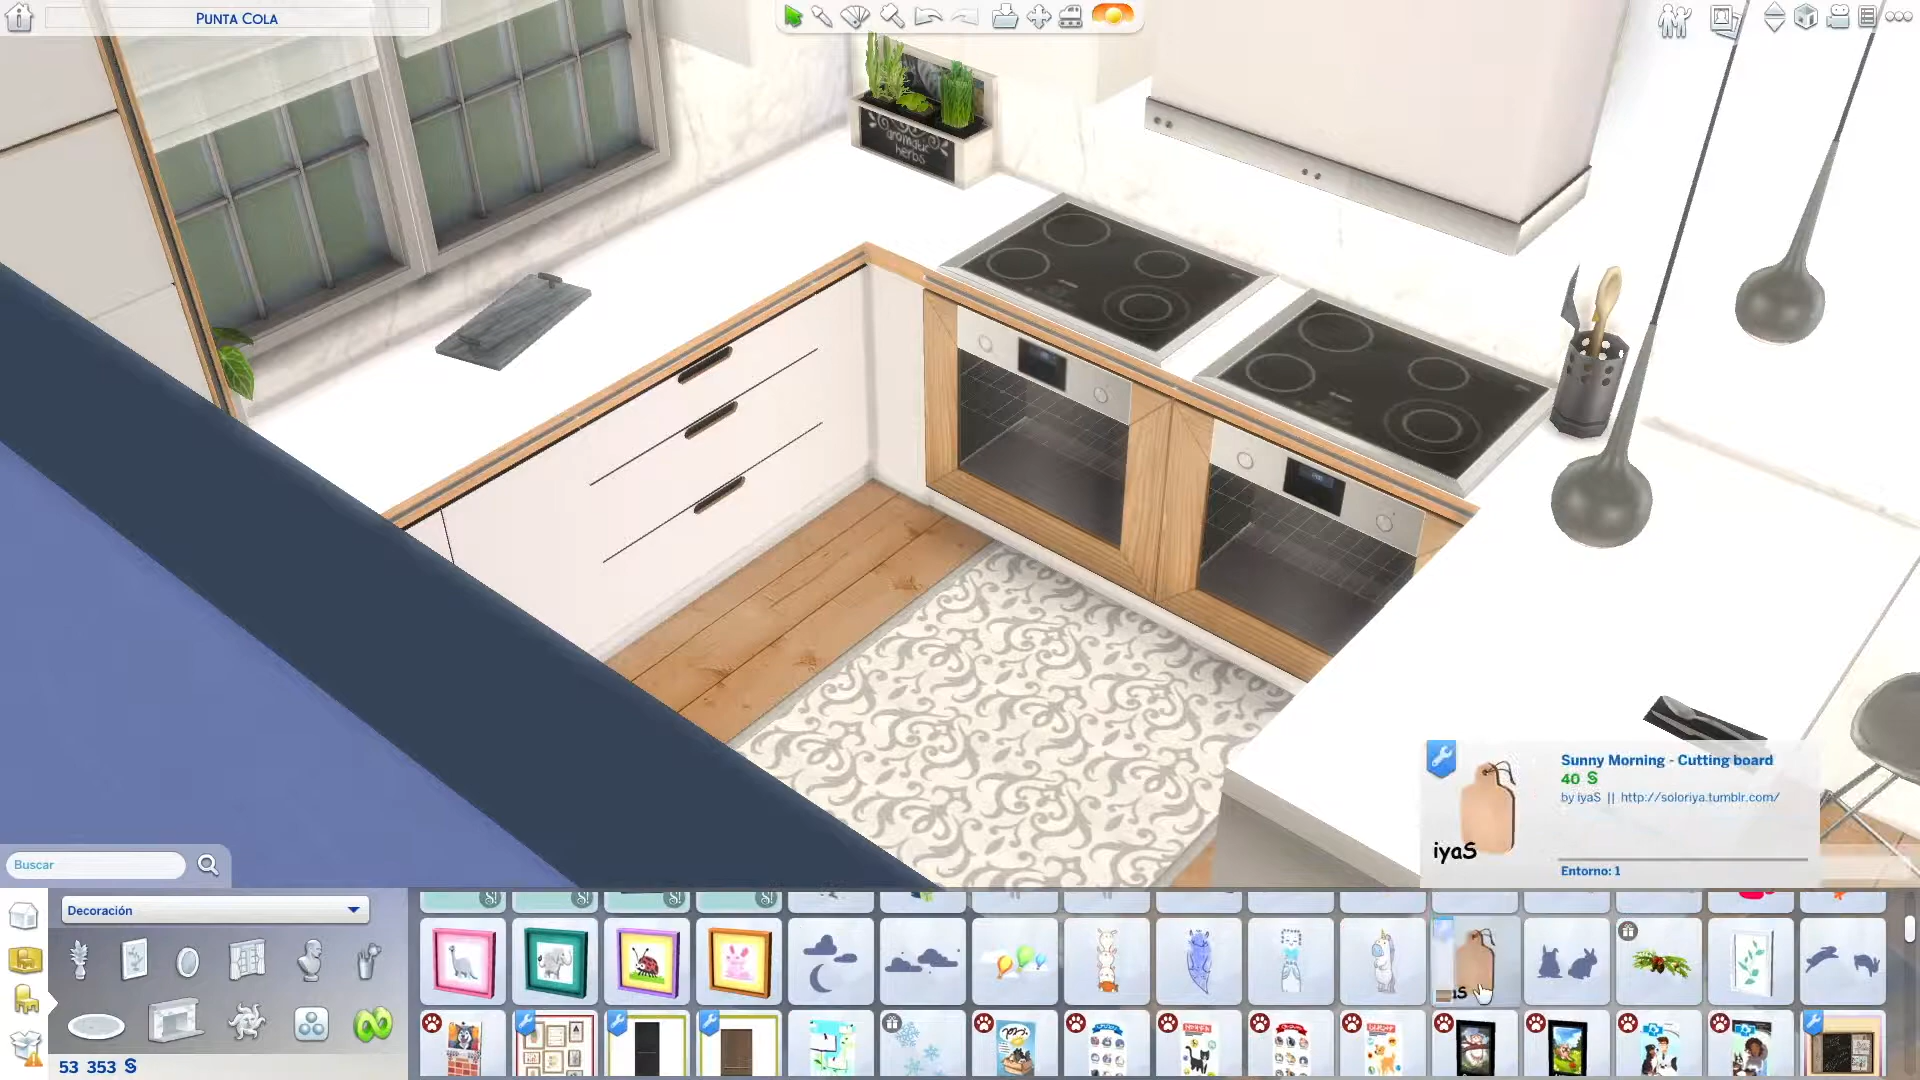 Punta Cola
aromatic
herbs
Sunny Morning - Cutting board
40 §
by iyaS || http://soloriya.tumblr.com/
iyaS
Entorno: 1
Buscar
Decoración
53 353 §